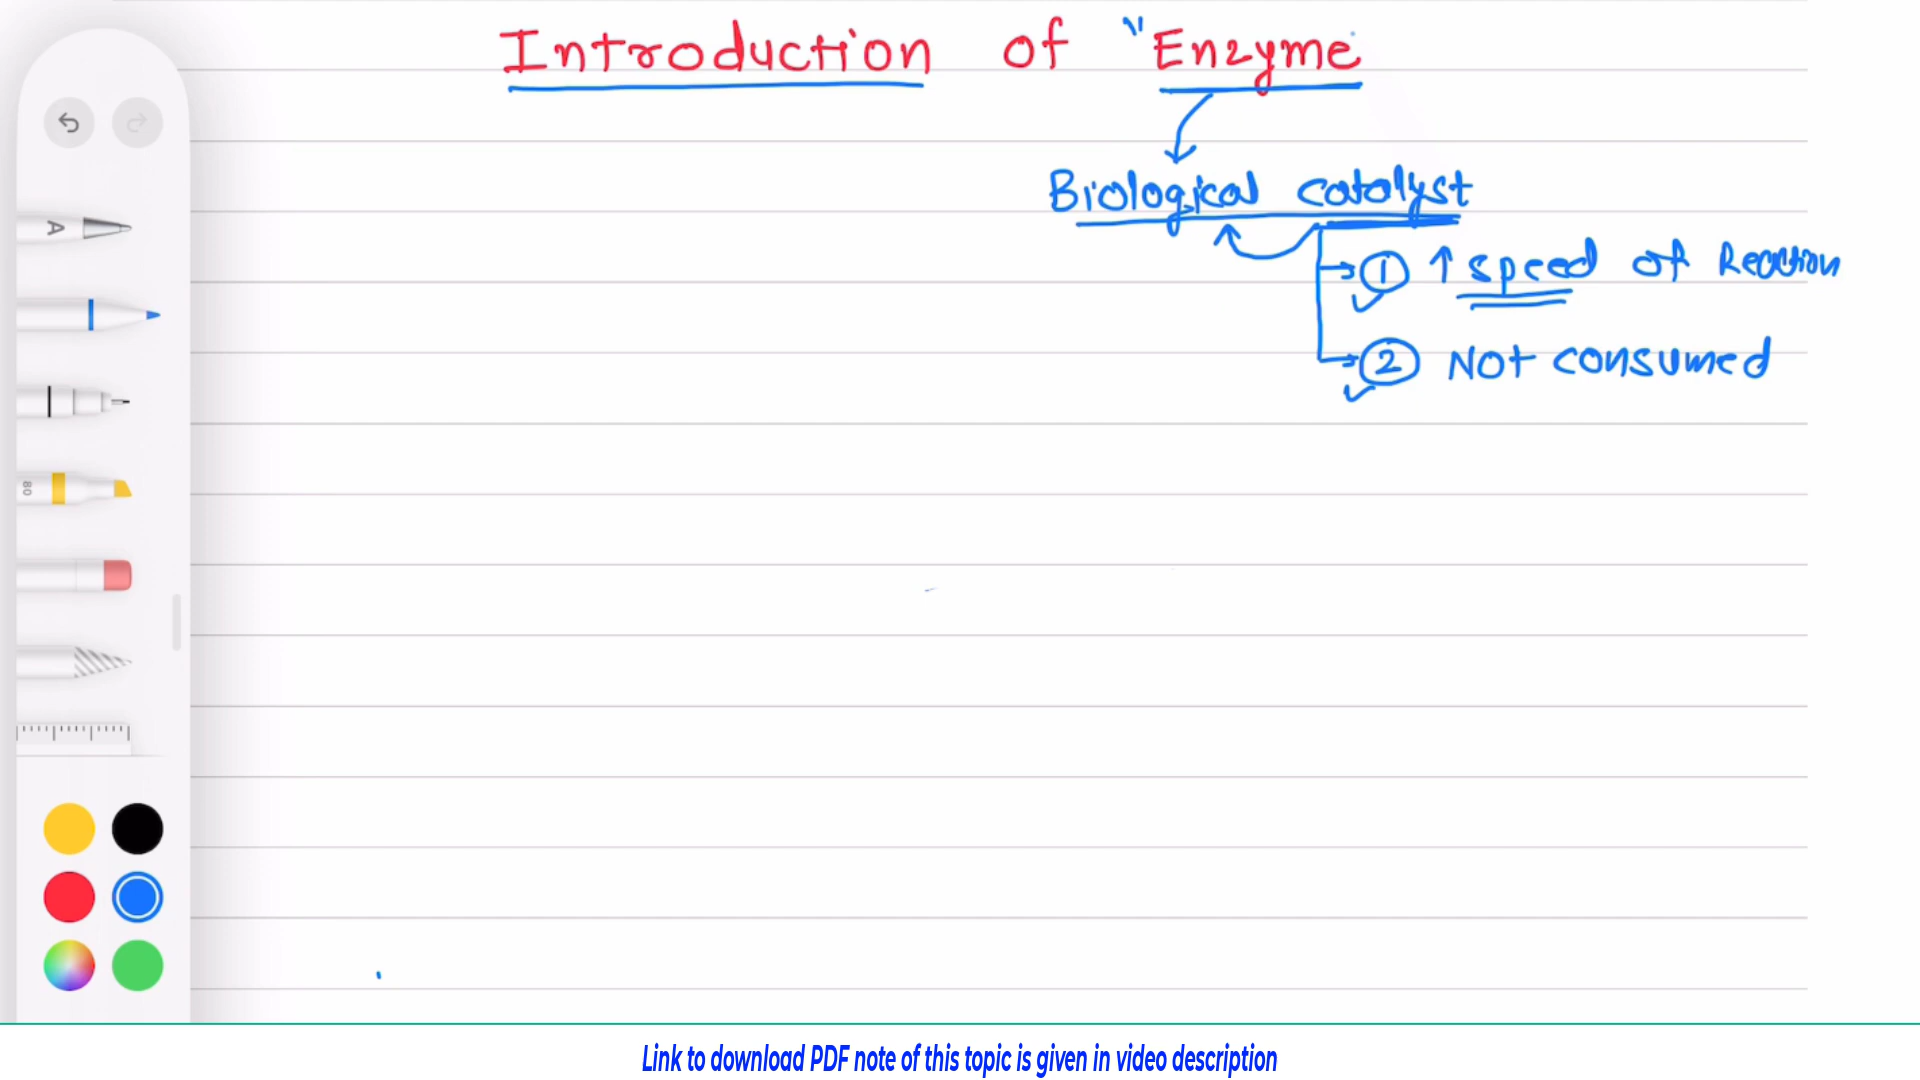 Introduction of "Enzyme
Biological catalyst
① ↑ speed of Reaction
② Not consumed
A
80
Link to download PDF note of this topic is given in video description